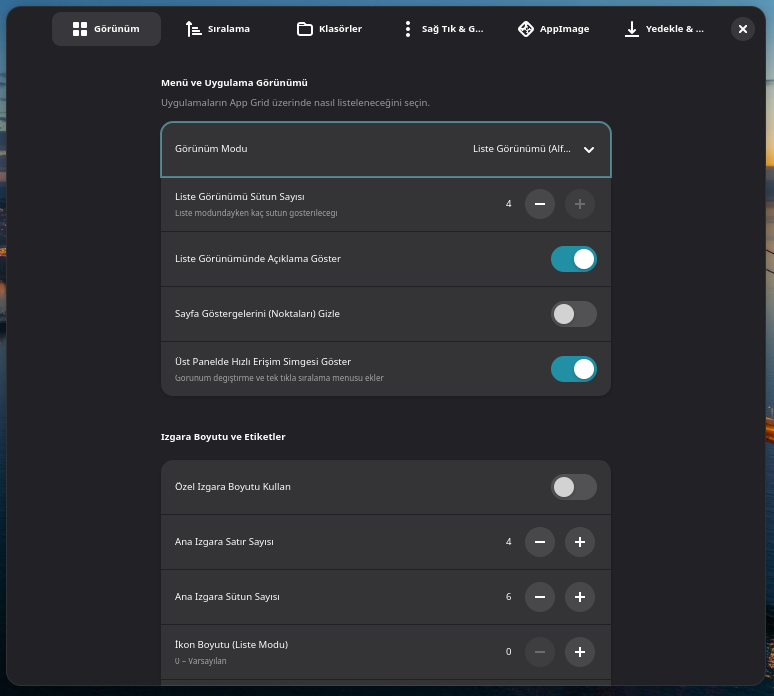 Görünüm
Sıralama
Klasörler
Sağ Tık & G...
AppImage
Yedekle & ...
Menü ve Uygulama Görünümü
Uygulamaların App Grid üzerinde nasıl listeleneceğini seçin.
Görünüm Modu
Liste Görünümü (Alf...
Liste Görünümü Sütun Sayısı
4
Liste modundayken kaç sütun gösterileceği
Liste Görünümünde Açıklama Göster
Sayfa Göstergelerini (Noktaları) Gizle
Üst Panelde Hızlı Erişim Simgesi Göster
Görünüm değiştirme ve tek tıkla sıralama menüsü ekler
Izgara Boyutu ve Etiketler
Özel Izgara Boyutu Kullan
Ana Izgara Satır Sayısı
4
Ana Izgara Sütun Sayısı
6
İkon Boyutu (Liste Modu)
0
0 – Varsayılan